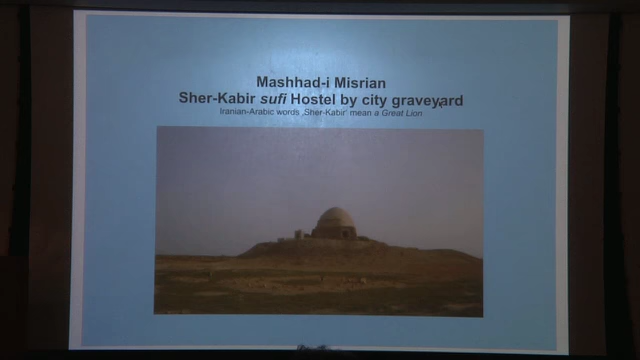 Mashhad-i Misrian
Sher-Kabir sufi Hostel by city graveyard
Iranian-Arabic words ‚Sher-Kabir' mean a Great Lion